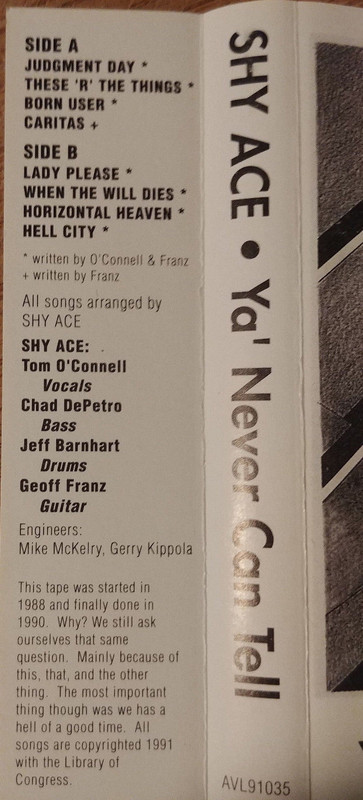 SIDE A
JUDGMENT DAY *
THESE 'R' THE THINGS *
BORN USER *
CARITAS +
SIDE B
LADY PLEASE *
WHEN THE WILL DIES *
HORIZONTAL HEAVEN *
HELL CITY *
* written by O'Connell & Franz
+ written by Franz
All songs arranged by
SHY ACE
SHY ACE:
Tom O'Connell
Vocals
Chad DePetro
Bass
Jeff Barnhart
Drums
Geoff Franz
Guitar
Engineers:
Mike McKelry, Gerry Kippola
This tape was started in
1988 and finally done in
1990. Why? We still ask
ourselves that same
question. Mainly because of
this, that, and the other
thing. The most important
thing though was we has a
hell of a good time. All
songs are copyrighted 1991
with the Library of
Congress.
SHY ACE • Ya' Never Can Tell
AVL91035